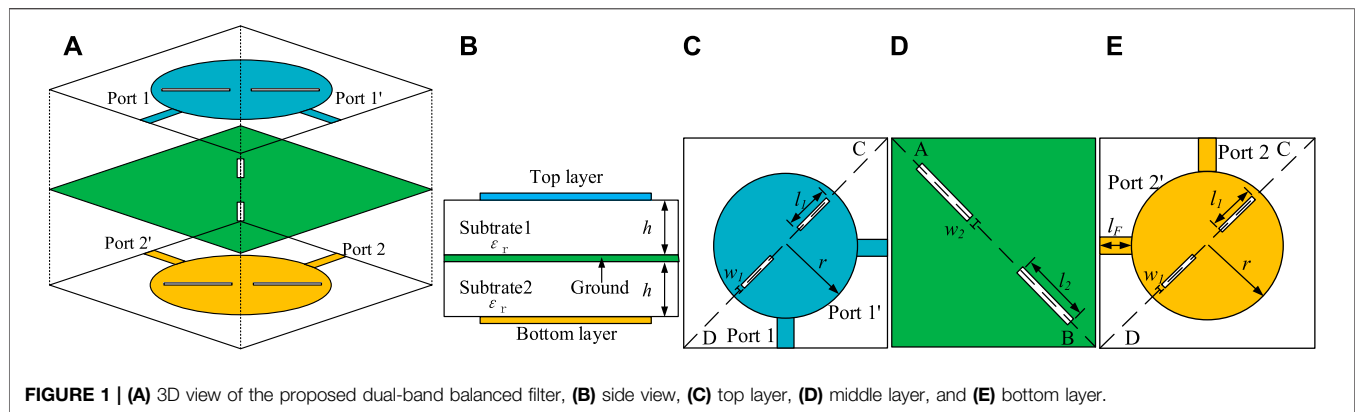 A
Port 1
Port 1'
Port 2'
Port 2
B
Top layer
Subtrate1
εr
h
Subtrate2
εr
Ground
h
Bottom layer
C
C
l1
w1
r
Port 1'
D
Port 1
D
A
w2
l2
B
E
Port 2
C
Port 2'
l1
lF
w1
r
D
FIGURE 1 | (A) 3D view of the proposed dual-band balanced filter, (B) side view, (C) top layer, (D) middle layer, and (E) bottom layer.